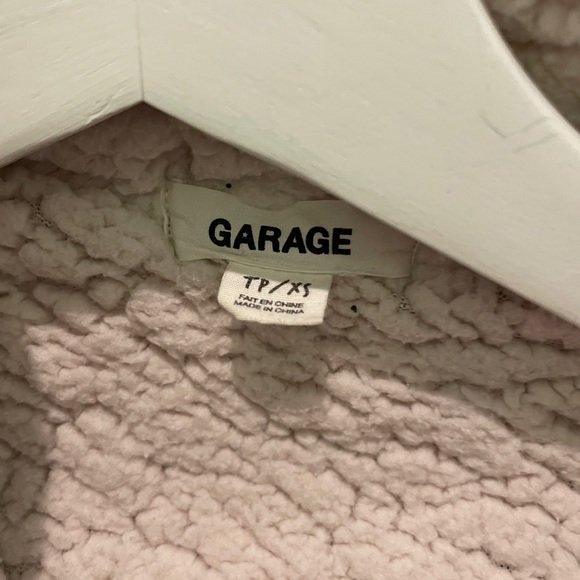 GARAGE
TP/XS
FAIT EN CHINE
MADE IN CHINA